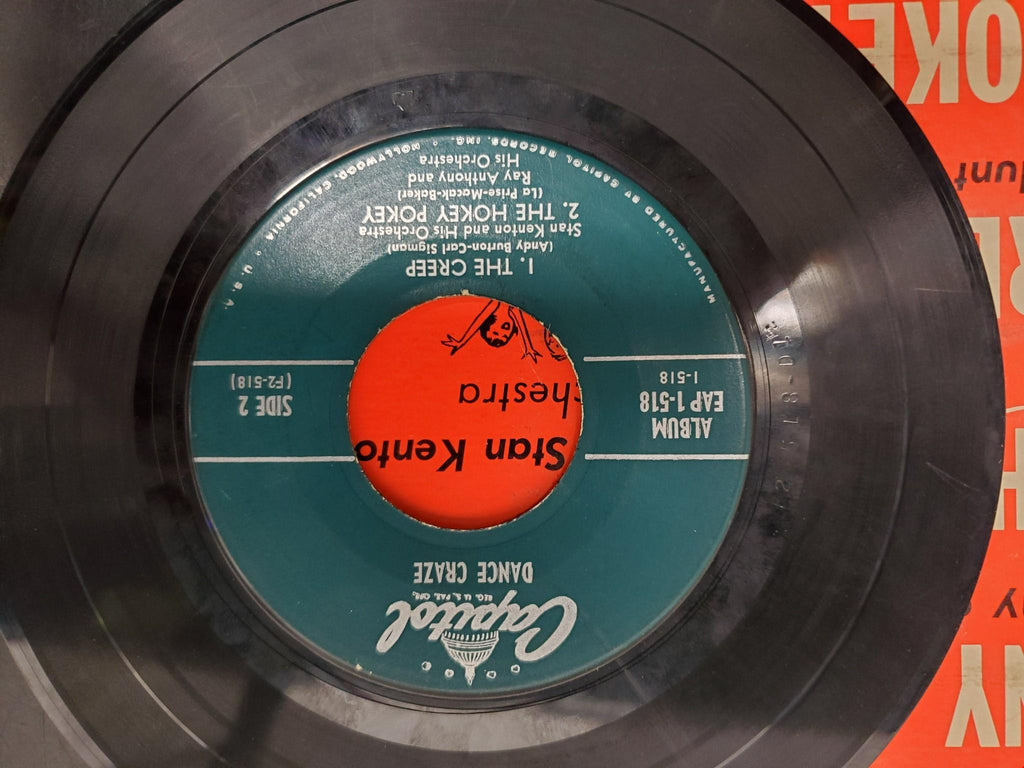 Capitol
REG. U. S. PAT. OFF.
DANCE CRAZE
ALBUM
EAP 1-518
1-518
SIDE 2
(F2-518)
1. THE CREEP
(Andy Burton-Carl Sigman)
Stan Kenton and His Orchestra
2. THE HOKEY POKEY
(La Prise-Macak-Baker)
Ray Anthony and
His Orchestra
MANUFACTURED BY CAPITOL RECORDS, INC. HOLLYWOOD, CALIFORNIA, U. S. A.
Stan Kento
chestra
NY
OKE